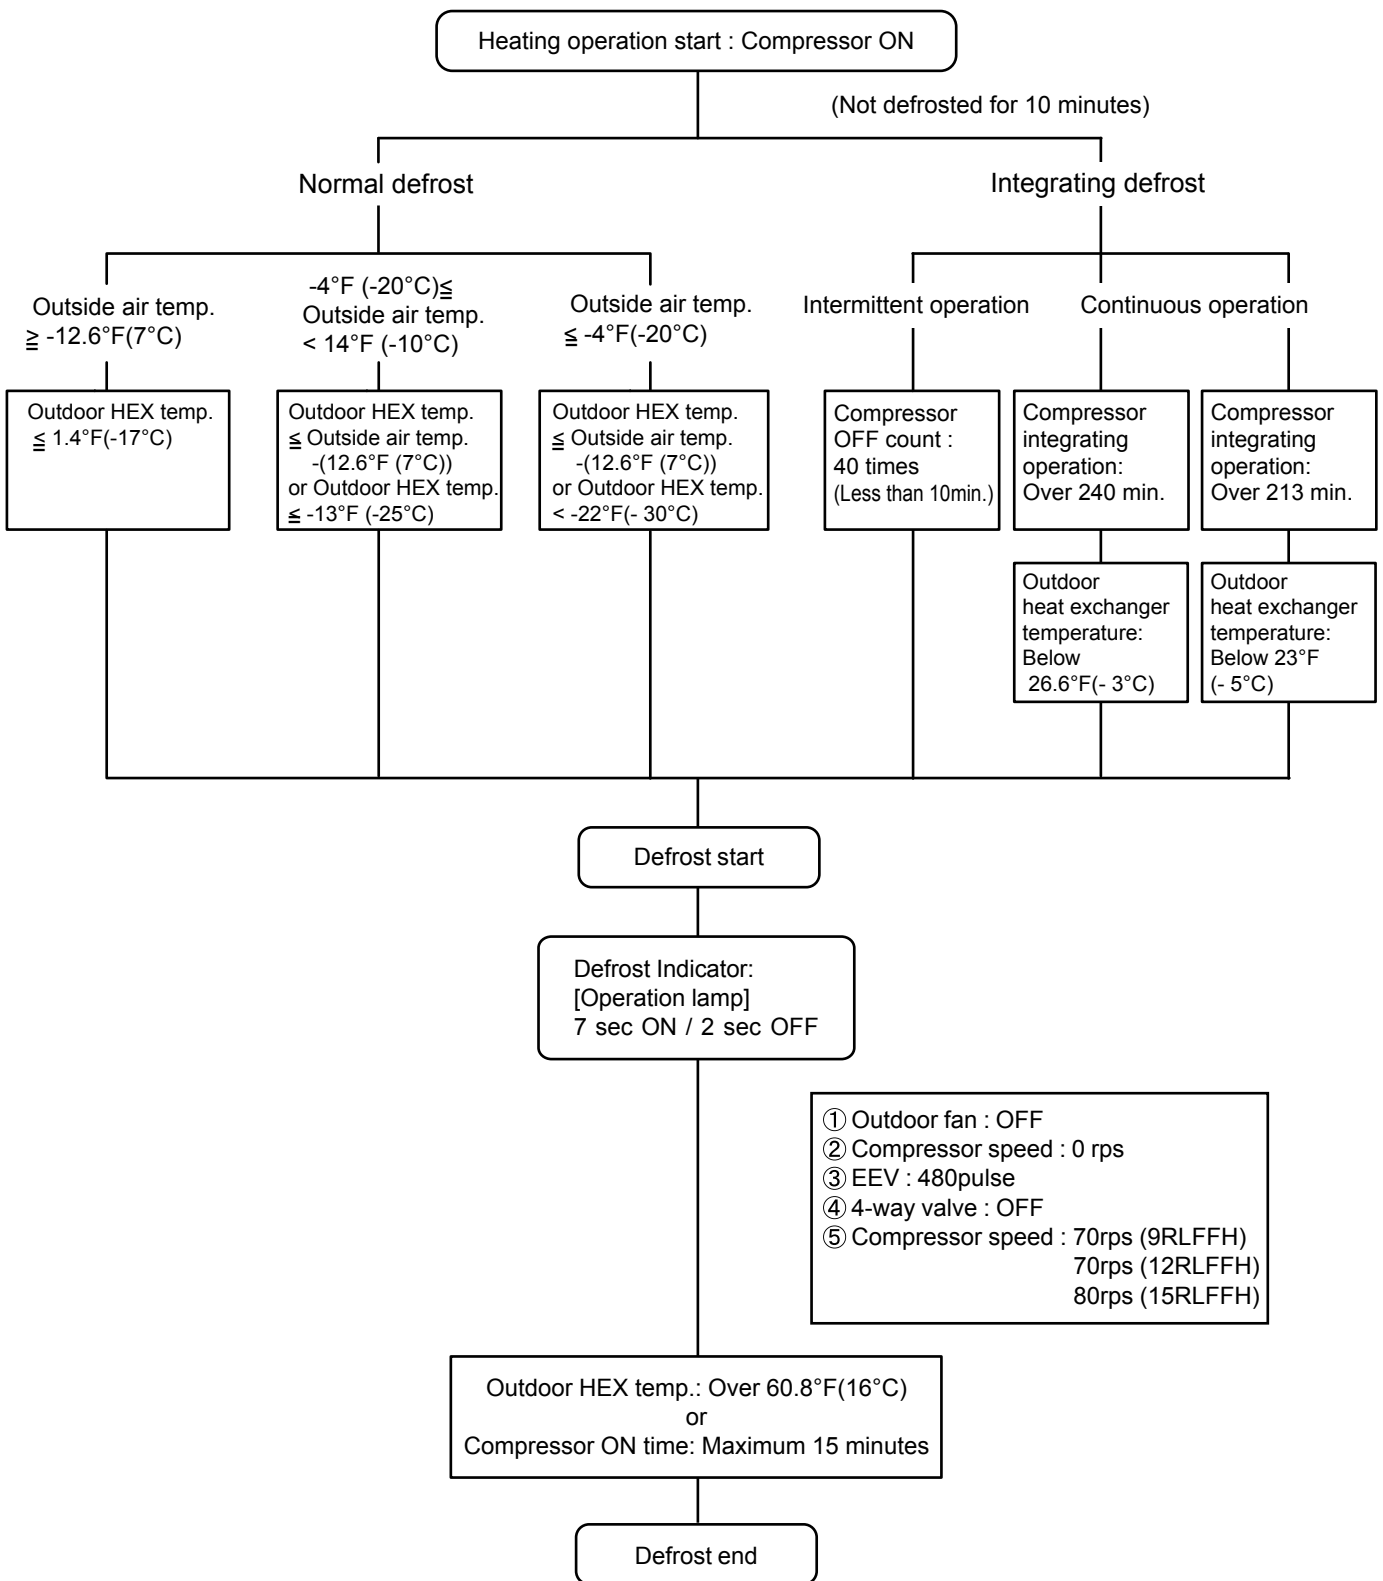 Heating operation start : Compressor ON
(Not defrosted for 10 minutes)
Normal defrost
Integrating defrost
Outside air temp.
≧ -12.6°F(7°C)
-4°F (-20°C)≦
Outside air temp.
< 14°F (-10°C)
Outside air temp.
≦ -4°F(-20°C)
Intermittent operation
Continuous operation
Outdoor HEX temp.
≦ 1.4°F(-17°C)
Outdoor HEX temp.
≦ Outside air temp.
-(12.6°F (7°C))
or Outdoor HEX temp.
≦ -13°F (-25°C)
Outdoor HEX temp.
≦ Outside air temp.
-(12.6°F (7°C))
or Outdoor HEX temp.
< -22°F(- 30°C)
Compressor
OFF count :
40 times
(Less than 10min.)
Compressor
integrating
operation:
Over 240 min.
Compressor
integrating
operation:
Over 213 min.
Outdoor
heat exchanger
temperature:
Below
26.6°F(- 3°C)
Outdoor
heat exchanger
temperature:
Below 23°F
(- 5°C)
Defrost start
Defrost Indicator:
[Operation lamp]
7 sec ON / 2 sec OFF
① Outdoor fan : OFF
② Compressor speed : 0 rps
③ EEV : 480pulse
④ 4-way valve : OFF
⑤ Compressor speed : 70rps (9RLFFH)
70rps (12RLFFH)
80rps (15RLFFH)
Outdoor HEX temp.: Over 60.8°F(16°C)
or
Compressor ON time: Maximum 15 minutes
Defrost end